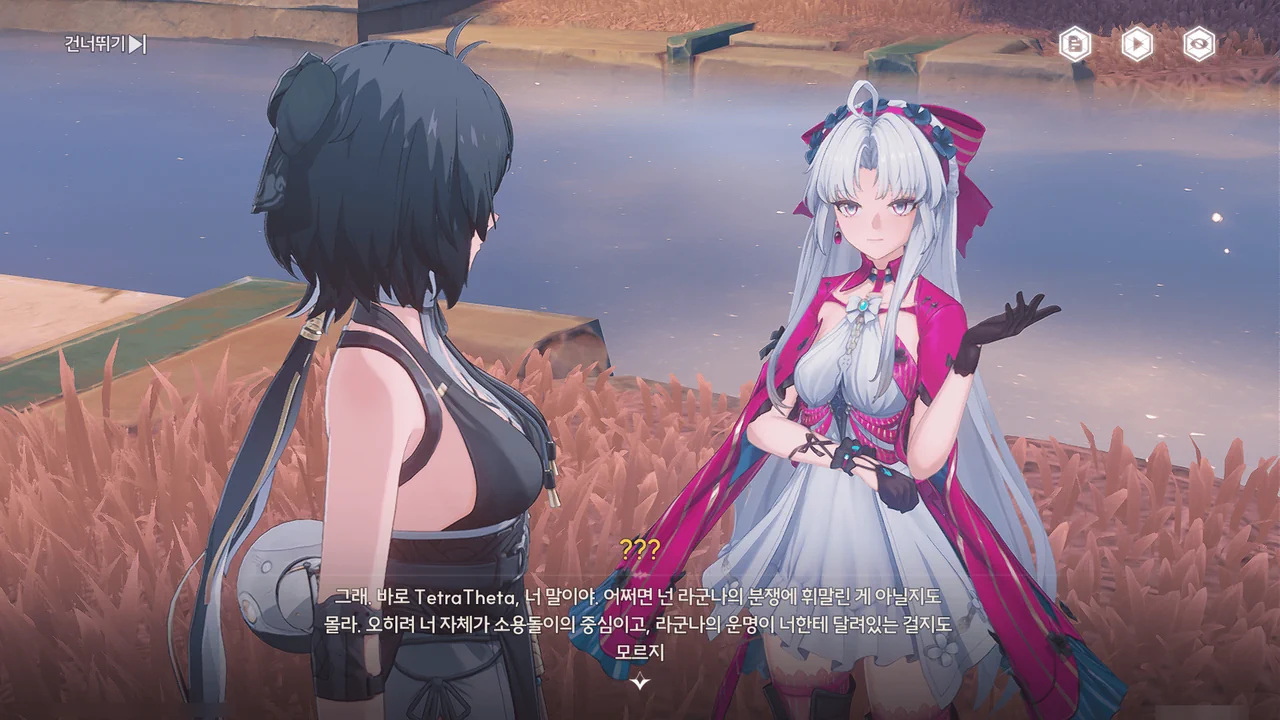 건너뛰기
???
그래. 바로 TetraTheta, 너 말이야. 어쩌면 넌 라군나의 분쟁에 휘말린 게 아닐지도
몰라. 오히려 너 자체가 소용돌이의 중심이고, 라군나의 운명이 너한테 달려있는 걸지도
모르지